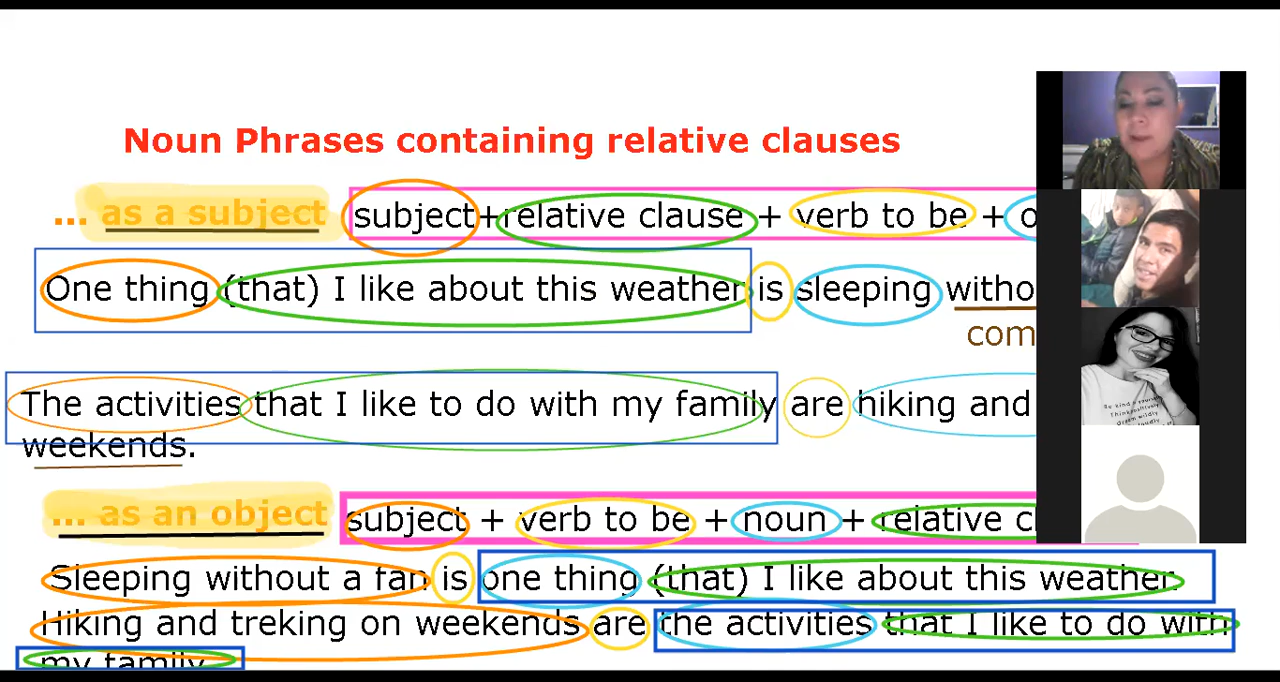 Noun Phrases containing relative clauses
... as a subject subject+relative clause + verb to be +
One thing (that) I like about this weather is sleeping
The activities that I like to do with my family are hiking and
weekends.
... as an object subject + verb to be + noun + relative
Sleeping without a fan is one thing (that) I like about this weather
Hiking and treking on weekends are the activities that I like to do with
my family
Be kind